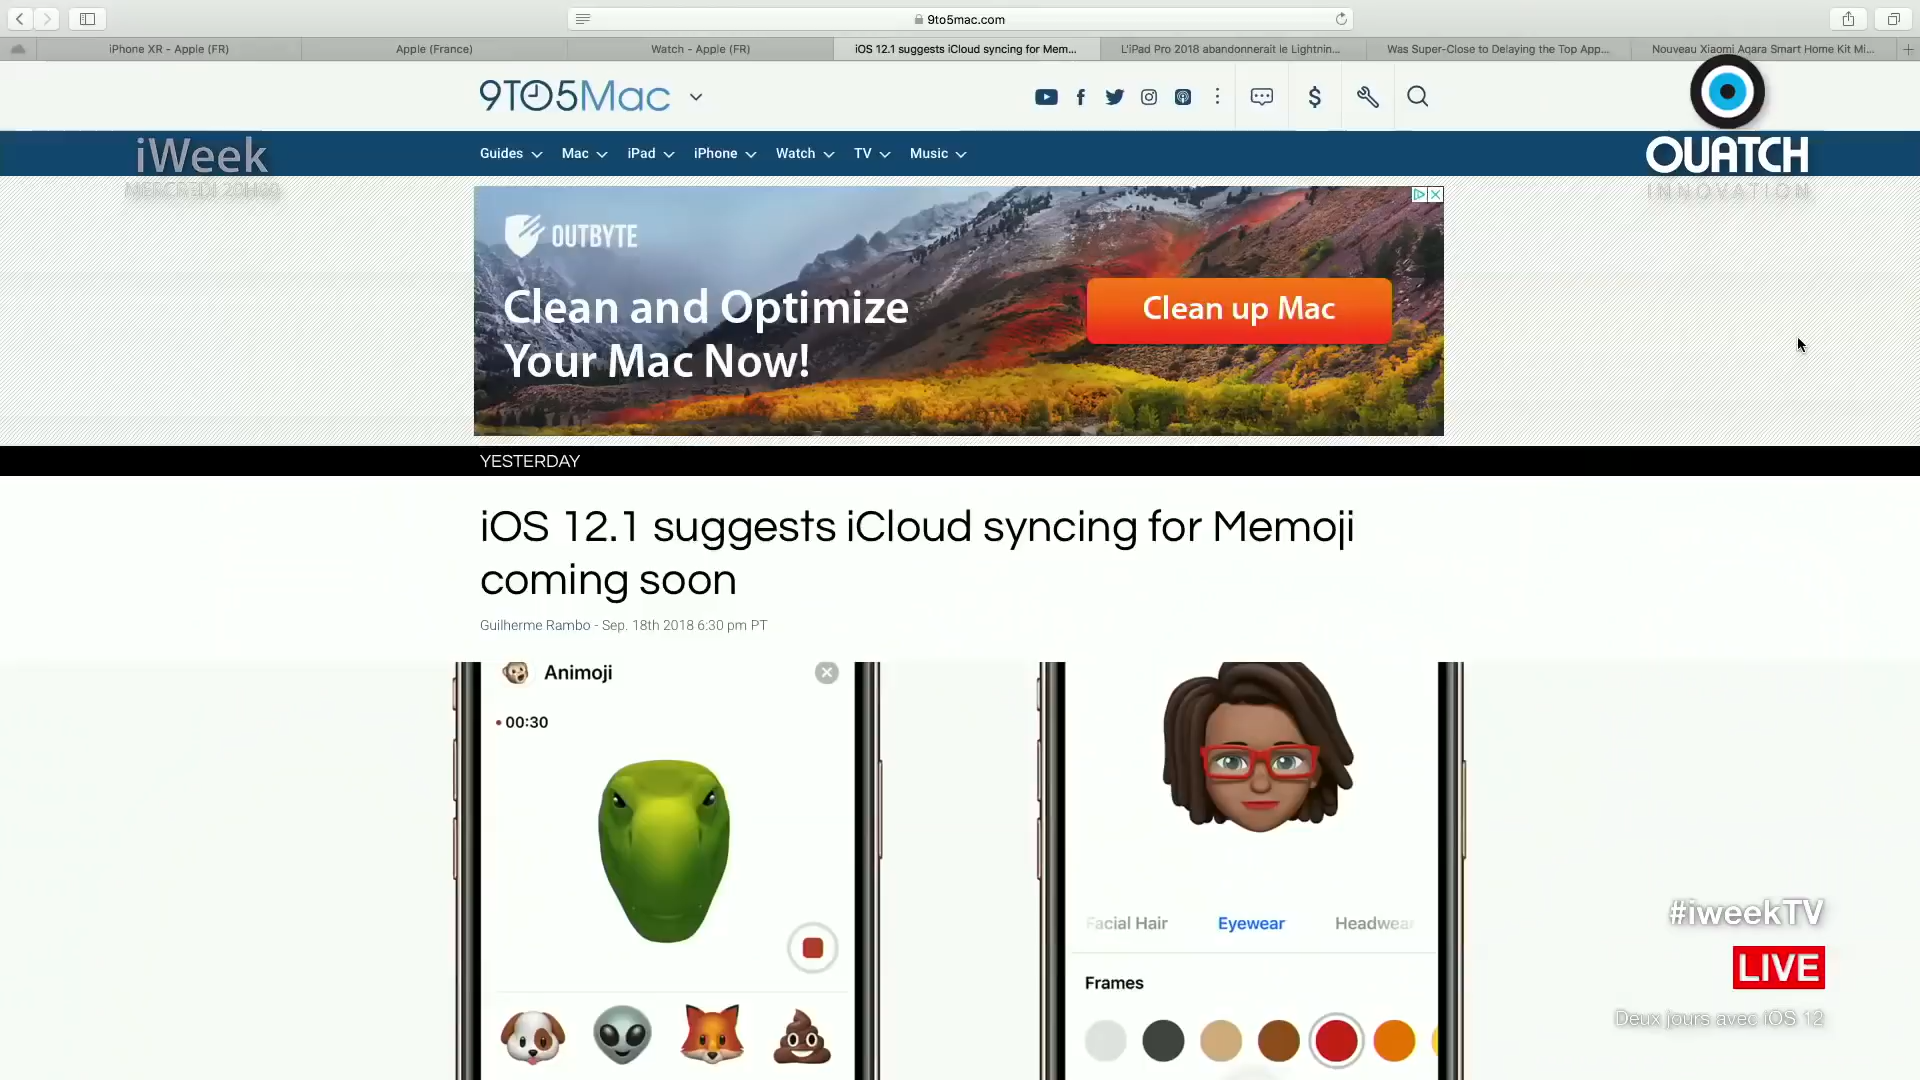 9to5mac.com
iPhone XR - Apple (FR)
Apple (France)
Watch - Apple (FR)
iOS 12.1 suggests iCloud syncing for Mem...
L'iPad Pro 2018 abandonnerait le Lightnin...
Was Super-Close to Delaying the Top App...
Nouveau Xiaomi Aqara Smart Home Kit Mi...
9TO5Mac
iWeek
MERCREDI 20H30
Guides
Mac
iPad
iPhone
Watch
TV
Music
OUATCH
INNOVATION
OUTBYTE
Clean and Optimize
Your Mac Now!
Clean up Mac
YESTERDAY
iOS 12.1 suggests iCloud syncing for Memoji
coming soon
Guilherme Rambo - Sep. 18th 2018 6:30 pm PT
Animoji
00:30
Facial Hair
Eyewear
Headwear
Frames
#iweekTV
LIVE
Deux jours avec iOS 12